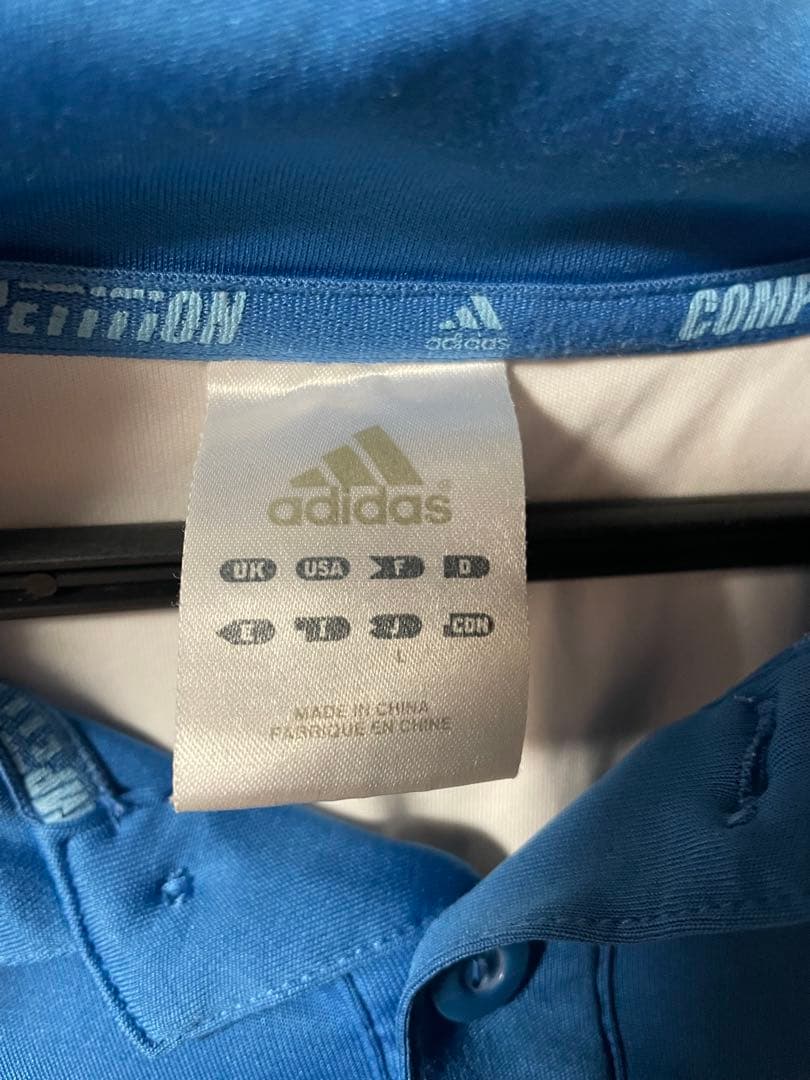 PETITION adidas COMP
adidas
UK USA F D
E I J CDN
L
MADE IN CHINA
FABRIQUE EN CHINE